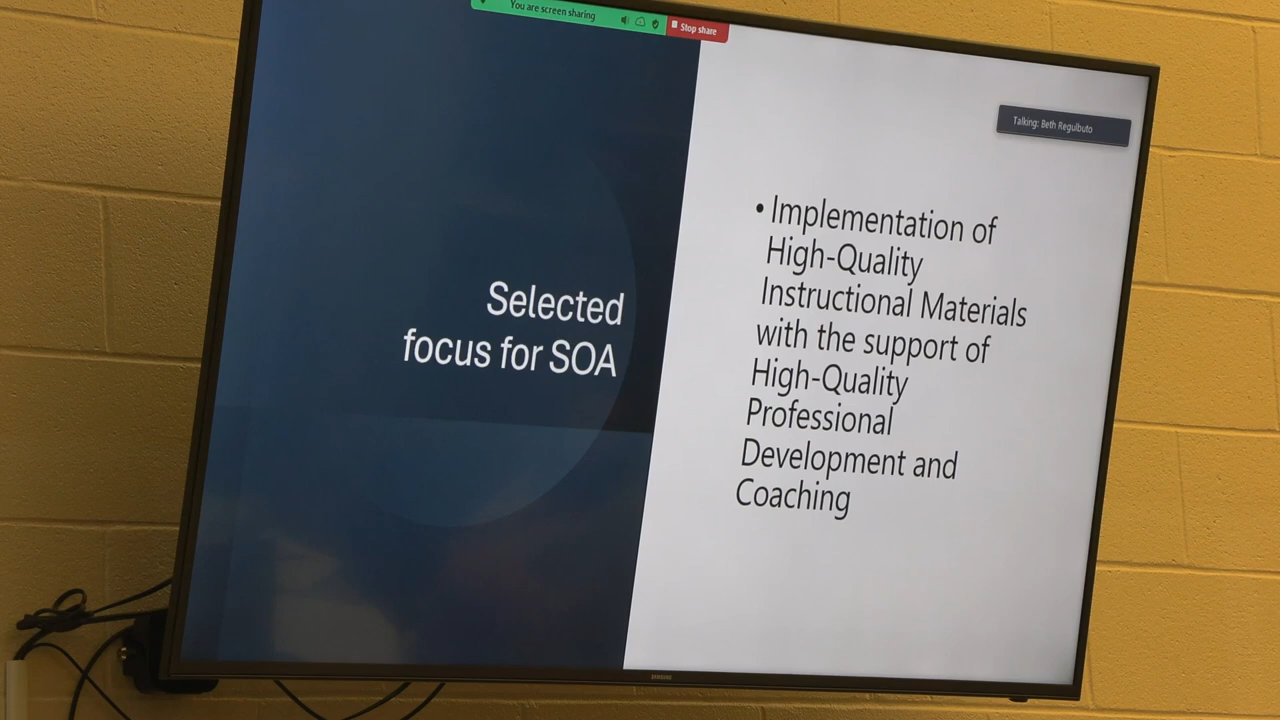 You are screen sharing
Stop share
Talking: Beth Regulbuto
Selected
focus for SOA
• Implementation of
High-Quality
Instructional Materials
with the support of
High-Quality
Professional
Development and
Coaching
SAMSUNG